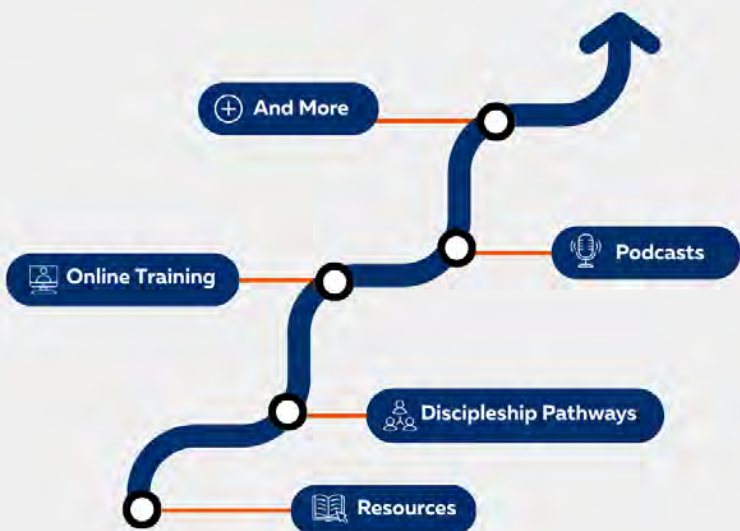 And More
Podcasts
Online Training
Discipleship Pathways
Resources